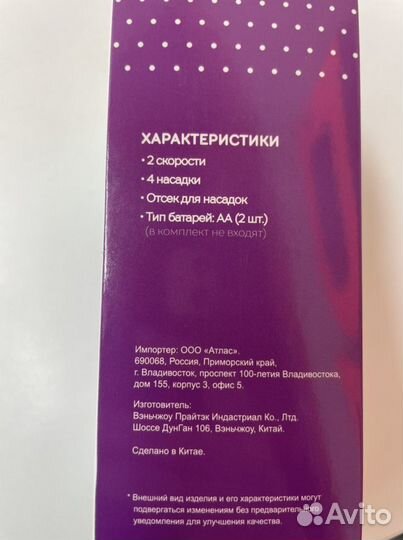 ХАРАКТЕРИСТИКИ
• 2 скорости
• 4 насадки
• Отсек для насадок
• Тип батарей: АА (2 шт.)
(в комплект не входят)
Импортер: ООО «Атлас».
690068, Россия, Приморский край,
г. Владивосток, проспект 100-летия Владивостока,
дом 155, корпус 3, офис 5.
Изготовитель:
Вэньчжоу Прайтэк Индастриал Ко., Лтд.
Шоссе ДунГан 106, Вэньчжоу, Китай.
Сделано в Китае.
* Внешний вид изделия и его характеристики могут
подвергаться изменениям без предварительного
уведомления для улучшения качества.
Avito